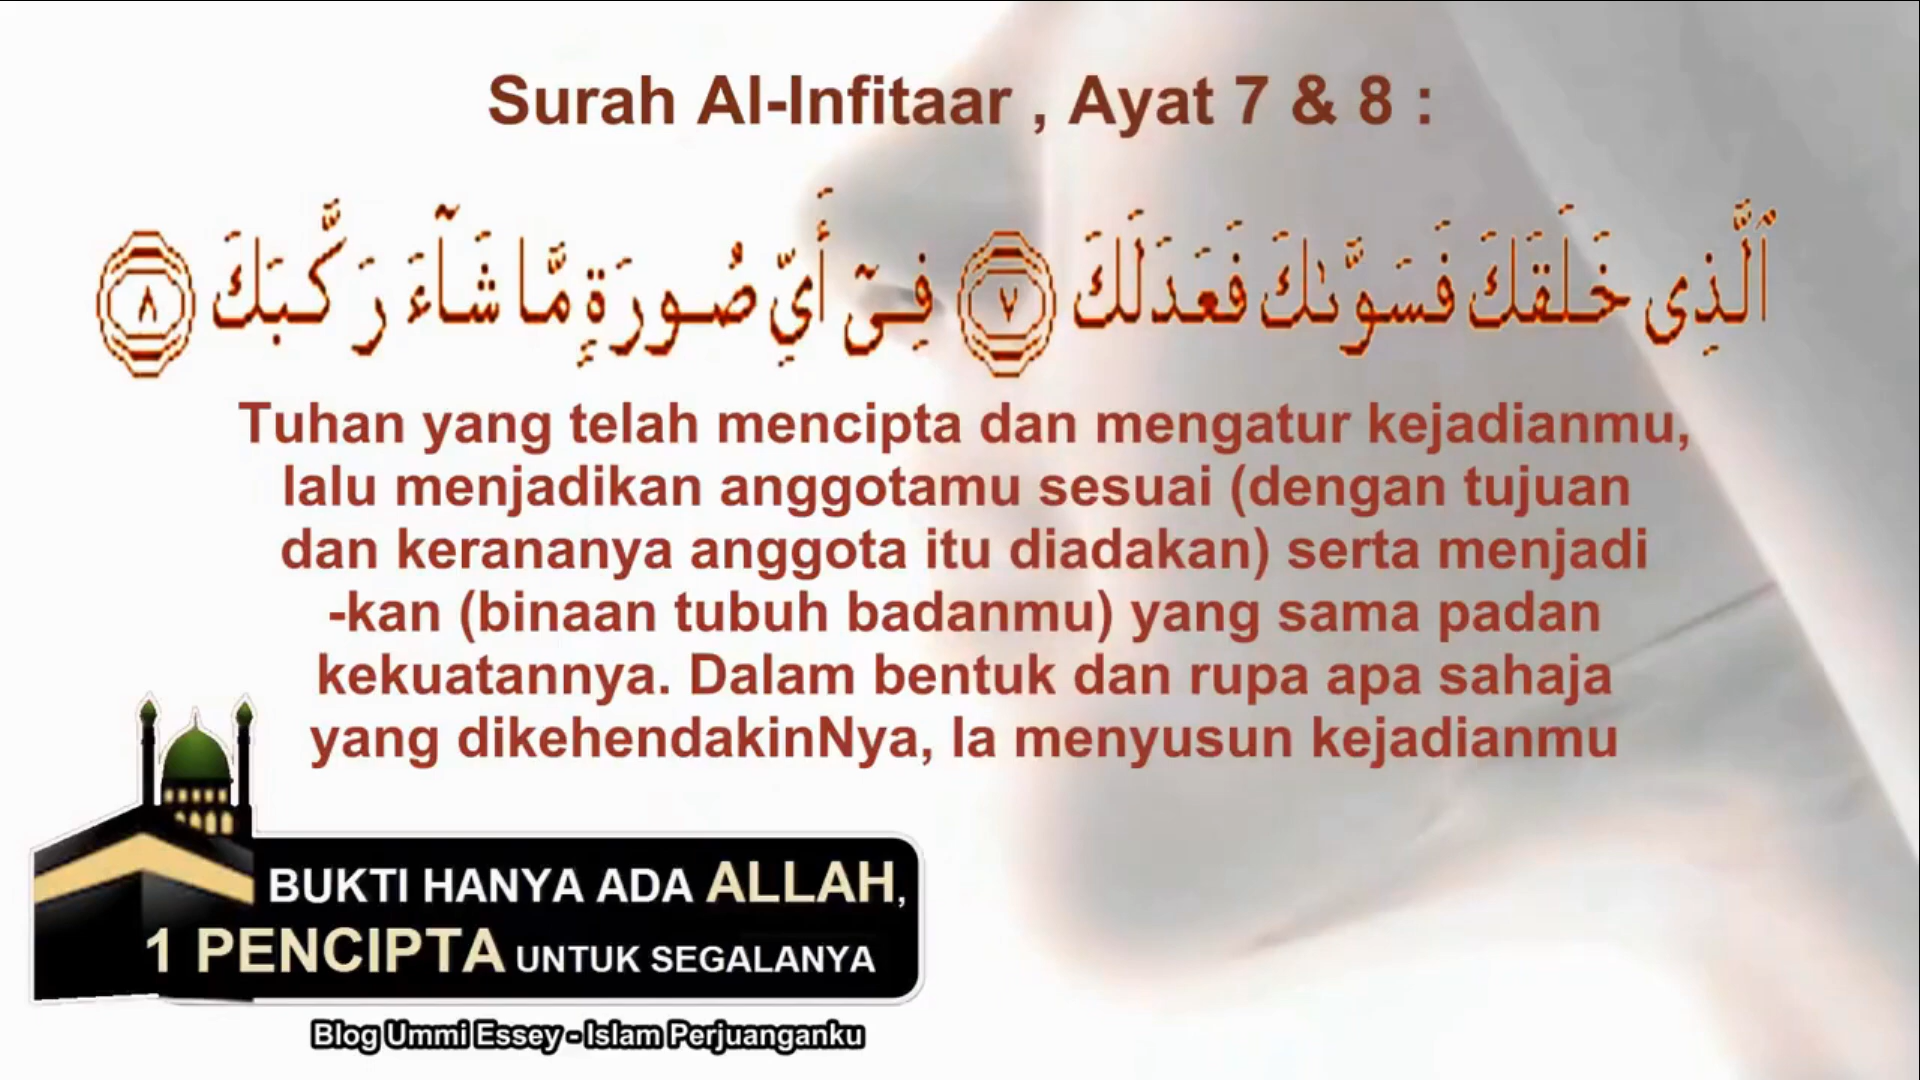 Surah Al-Infitaar , Ayat 7 & 8 :
ٱلَّذِى خَلَقَكَ فَسَوَّىٰكَ فَعَدَلَكَ ٧ فِىٓ أَىِّ صُورَةٍ مَّا شَآءَ رَكَّبَكَ ٨
Tuhan yang telah mencipta dan mengatur kejadianmu,
lalu menjadikan anggotamu sesuai (dengan tujuan
dan kerananya anggota itu diadakan) serta menjadi
-kan (binaan tubuh badanmu) yang sama padan
kekuatannya. Dalam bentuk dan rupa apa sahaja
yang dikehendakinNya, Ia menyusun kejadianmu
BUKTI HANYA ADA ALLAH,
1 PENCIPTA UNTUK SEGALANYA
Blog Ummi Essey - Islam Perjuanganku